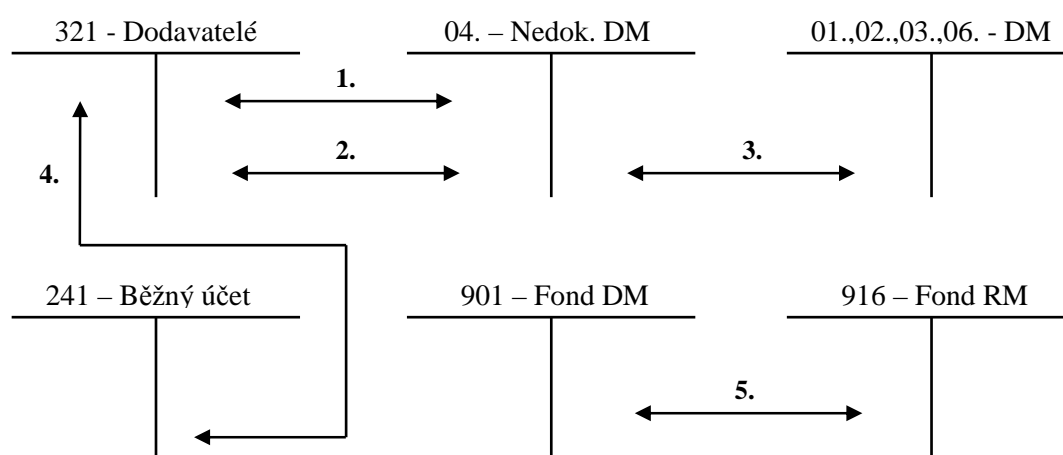 321 - Dodavatelé 04. – Nedok. DM 01.,02.,03.,06. - DM
1.
2. 3.
4.
241 – Běžný účet 901 – Fond DM 916 – Fond RM
5.